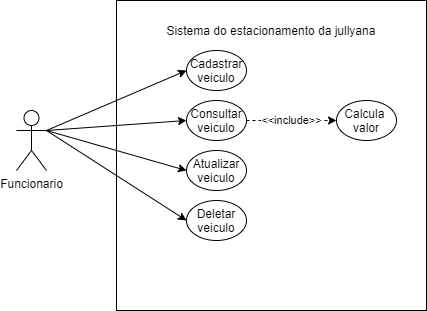 Sistema do estacionamento da jullyana
Cadastrar
veiculo
Consultar
veiculo
<<include>>
Calcula
valor
Atualizar
veiculo
Funcionario
Deletar
veiculo